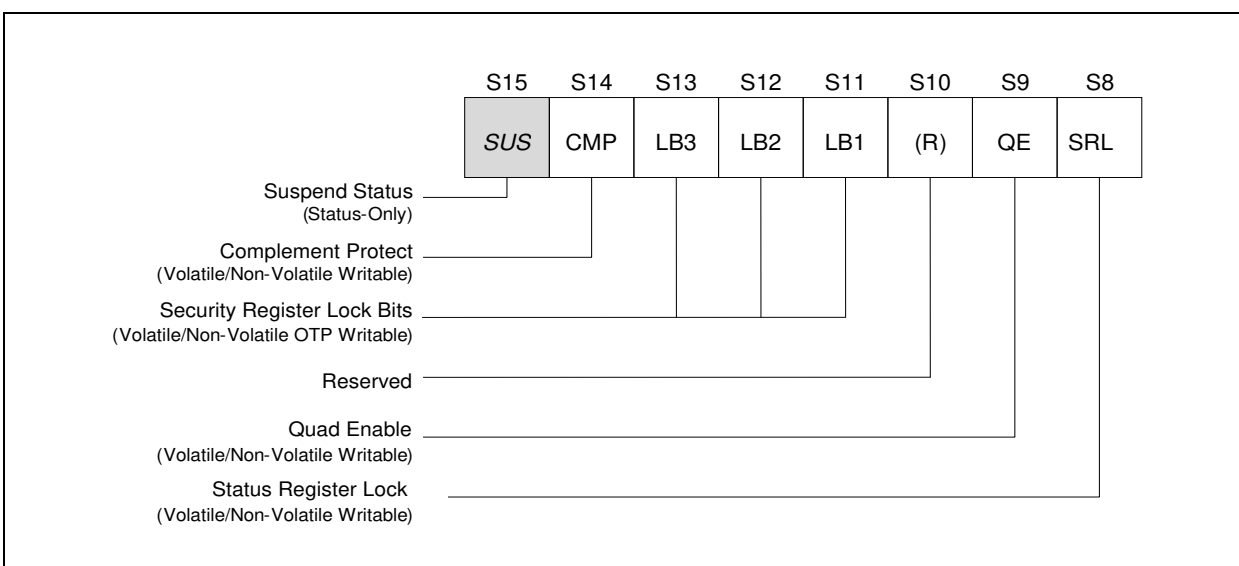 S15 S14 S13 S12 S11 S10 S9 S8
SUS CMP LB3 LB2 LB1 (R) QE SRL
Suspend Status
(Status-Only)
Complement Protect
(Volatile/Non-Volatile Writable)
Security Register Lock Bits
(Volatile/Non-Volatile OTP Writable)
Reserved
Quad Enable
(Volatile/Non-Volatile Writable)
Status Register Lock
(Volatile/Non-Volatile Writable)